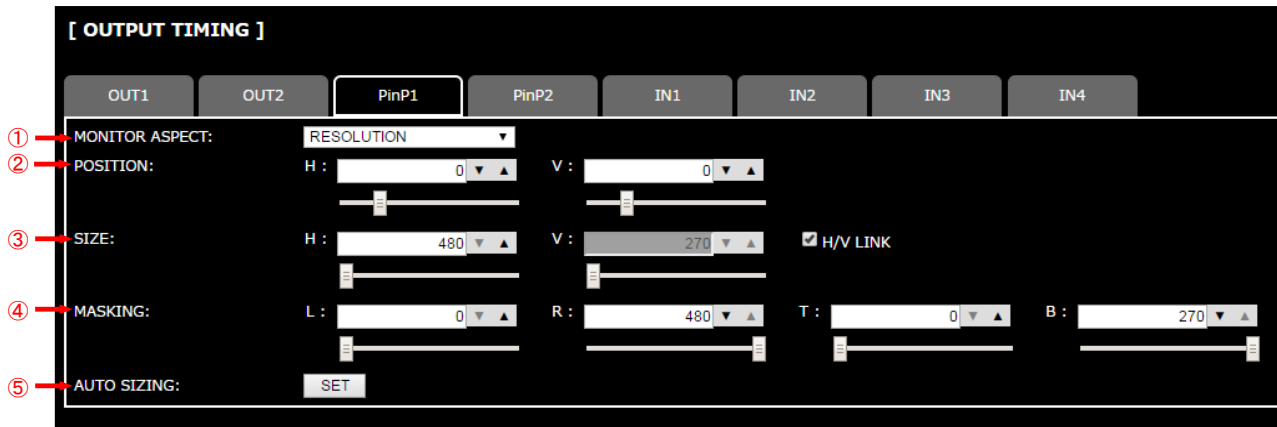 [ OUTPUT TIMING ]
OUT1 OUT2 PinP1 PinP2 IN1 IN2 IN3 IN4
① MONITOR ASPECT: RESOLUTION ▼
② POSITION: H : 0 ▼ ▲ V : 0 ▼ ▲
③ SIZE: H : 480 ▼ ▲ V : 270 ▼ ▲ H/V LINK
④ MASKING: L : 0 ▼ ▲ R : 480 ▼ ▲ T : 0 ▼ ▲ B : 270 ▼ ▲
⑤ AUTO SIZING: SET